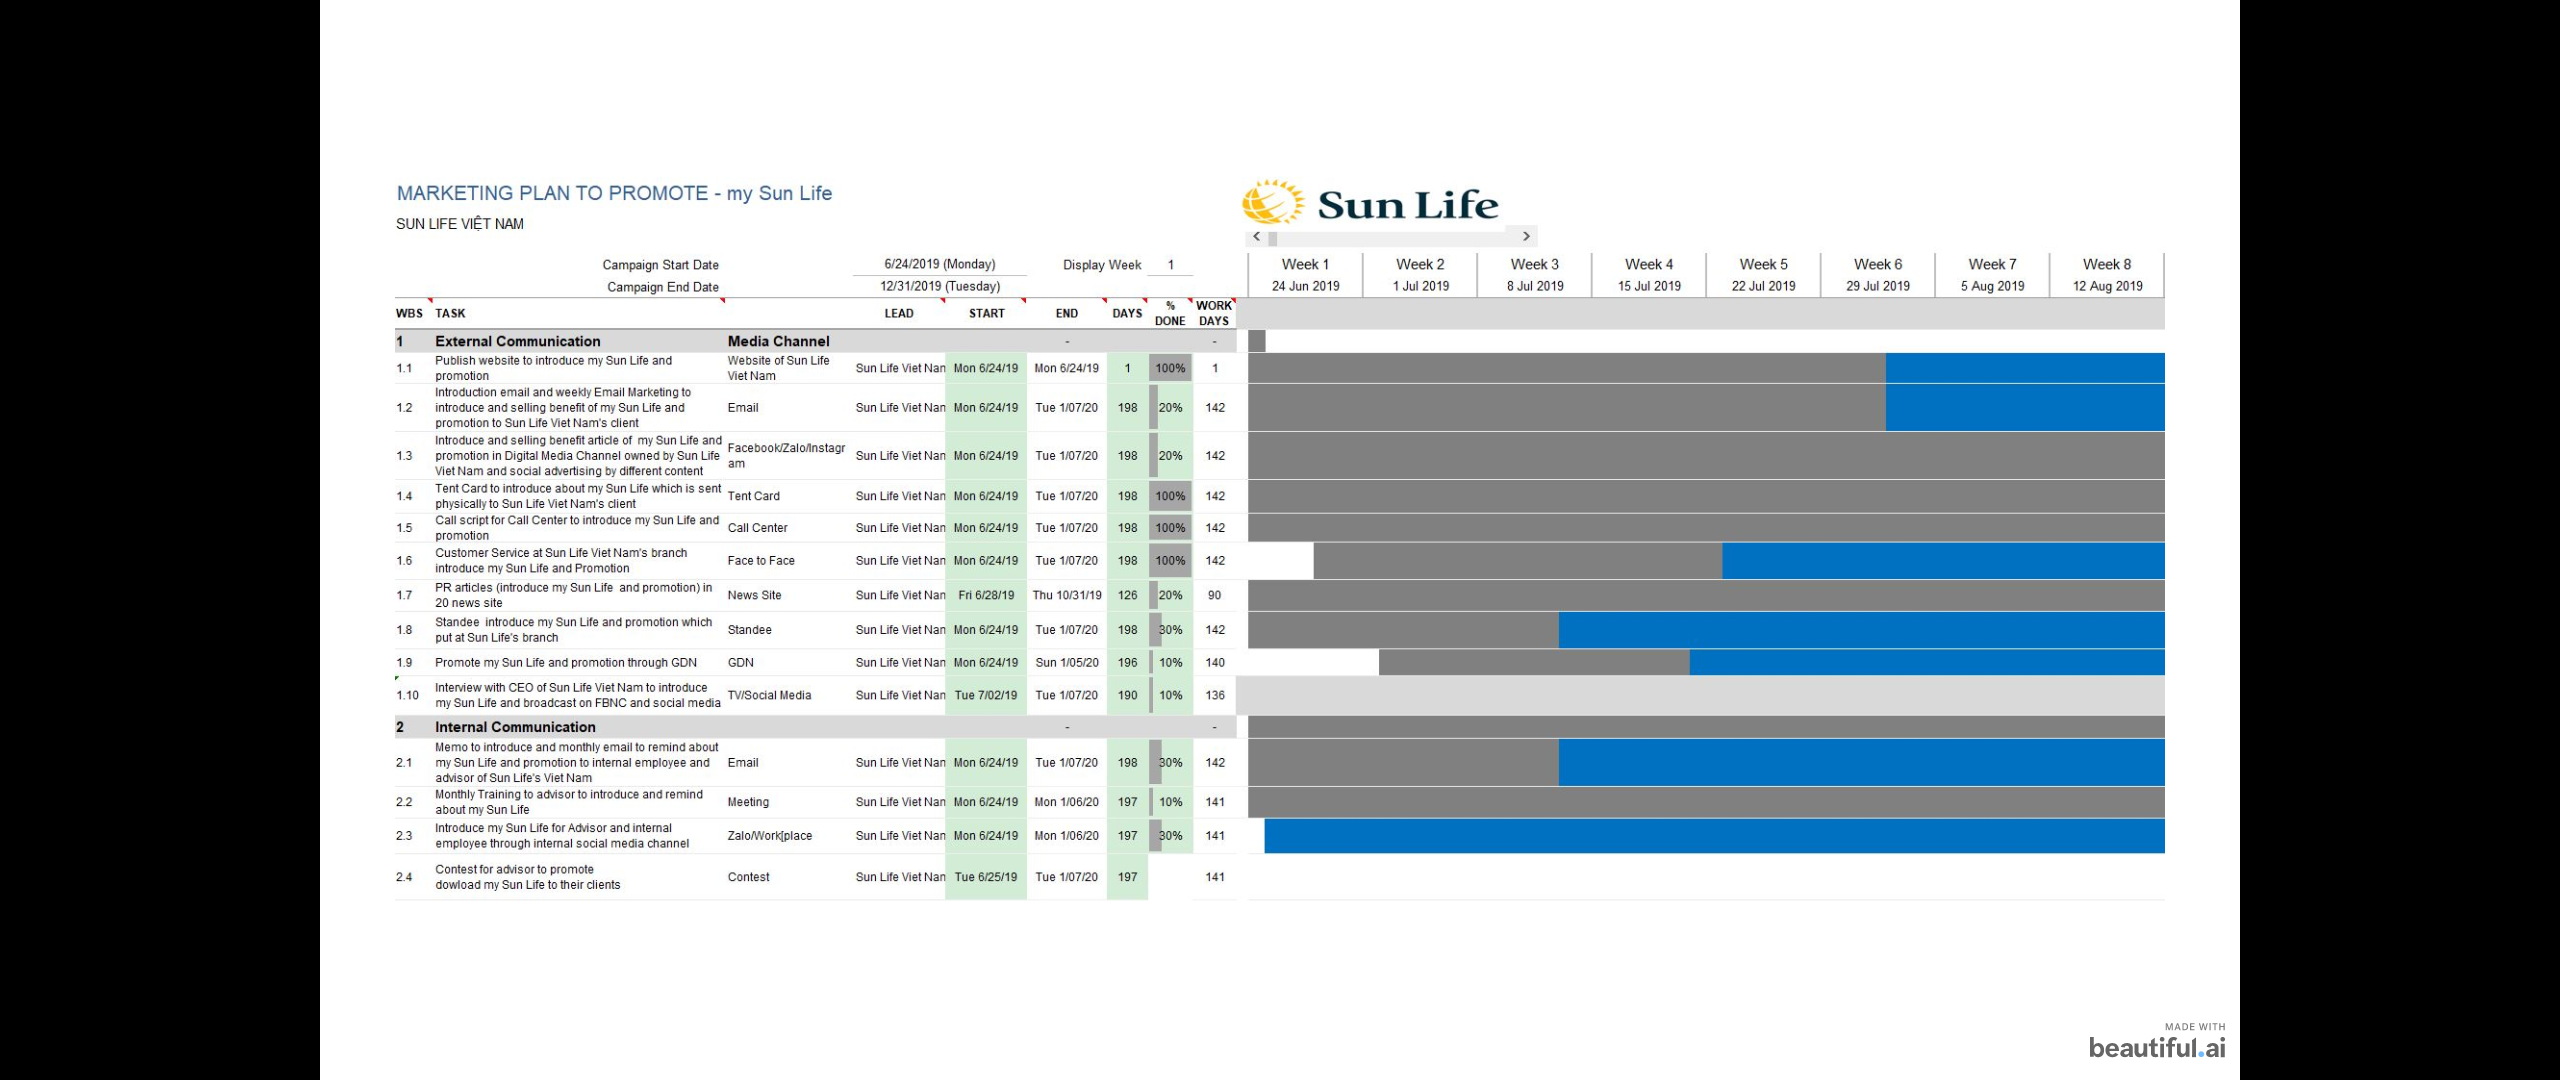 MARKETING PLAN TO PROMOTE - my Sun Life
SUN LIFE VIỆT NAM
Sun Life
Campaign Start Date 6/24/2019 (Monday) Display Week 1
Campaign End Date 12/31/2019 (Tuesday)
Week 1 Week 2 Week 3 Week 4 Week 5 Week 6 Week 7 Week 8
24 Jun 2019 1 Jul 2019 8 Jul 2019 15 Jul 2019 22 Jul 2019 29 Jul 2019 5 Aug 2019 12 Aug 2019
WBS TASK LEAD START END DAYS % DONE WORK DAYS
1 External Communication Media Channel - -
Publish website to introduce my Sun Life and
promotion
1.1 Website of Sun Life
Viet Nam
Sun Life Viet Nan Mon 6/24/19 Mon 6/24/19 1 100% 1
Introduction email and weekly Email Marketing to
1.2 introduce and selling benefit of my Sun Life and Email Sun Life Viet Nan Mon 6/24/19 Tue 1/07/20 198 20% 142
promotion to Sun Life Viet Nam's client
Introduce and selling benefit article of my Sun Life and
1.3 promotion in Digital Media Channel owned by Sun Life Facebook/Zalo/Instagr
am Sun Life Viet Nan Mon 6/24/19 Tue 1/07/20 198 20% 142
Viet Nam and social advertising by different content
1.4 Tent Card to introduce about my Sun Life which is sent
physically to Sun Life Viet Nam's client Tent Card Sun Life Viet Nan Mon 6/24/19 Tue 1/07/20 198 100% 142
1.5 Call script for Call Center to introduce my Sun Life and
promotion Call Center Sun Life Viet Nan Mon 6/24/19 Tue 1/07/20 198 100% 142
1.6 Customer Service at Sun Life Viet Nam's branch
introduce my Sun Life and Promotion Face to Face Sun Life Viet Nan Mon 6/24/19 Tue 1/07/20 198 100% 142
1.7 PR articles (introduce my Sun Life and promotion) in
20 news site News Site Sun Life Viet Nan Fri 6/28/19 Thu 10/31/19 126 20% 90
1.8 Standee introduce my Sun Life and promotion which
put at Sun Life's branch Standee Sun Life Viet Nan Mon 6/24/19 Tue 1/07/20 198 30% 142
1.9 Promote my Sun Life and promotion through GDN GDN Sun Life Viet Nan Mon 6/24/19 Sun 1/05/20 196 10% 140
1.10 Interview with CEO of Sun Life Viet Nam to introduce
my Sun Life and broadcast on FBNC and social media TV/Social Media Sun Life Viet Nan Tue 7/02/19 Tue 1/07/20 190 10% 136
2 Internal Communication - -
Memo to introduce and monthly email to remind about
2.1 my Sun Life and promotion to internal employee and Email Sun Life Viet Nan Mon 6/24/19 Tue 1/07/20 198 30% 142
advisor of Sun Life's Viet Nam
2.2 Monthly Training to advisor to introduce and remind
about my Sun Life Meeting Sun Life Viet Nan Mon 6/24/19 Mon 1/06/20 197 10% 141
2.3 Introduce my Sun Life for Advisor and internal
employee through internal social media channel Zalo/Work[place Sun Life Viet Nan Mon 6/24/19 Mon 1/06/20 197 30% 141
2.4 Contest for advisor to promote
dowload my Sun Life to their clients Contest Sun Life Viet Nan Tue 6/25/19 Tue 1/07/20 197 141
MADE WITH
beautiful.ai